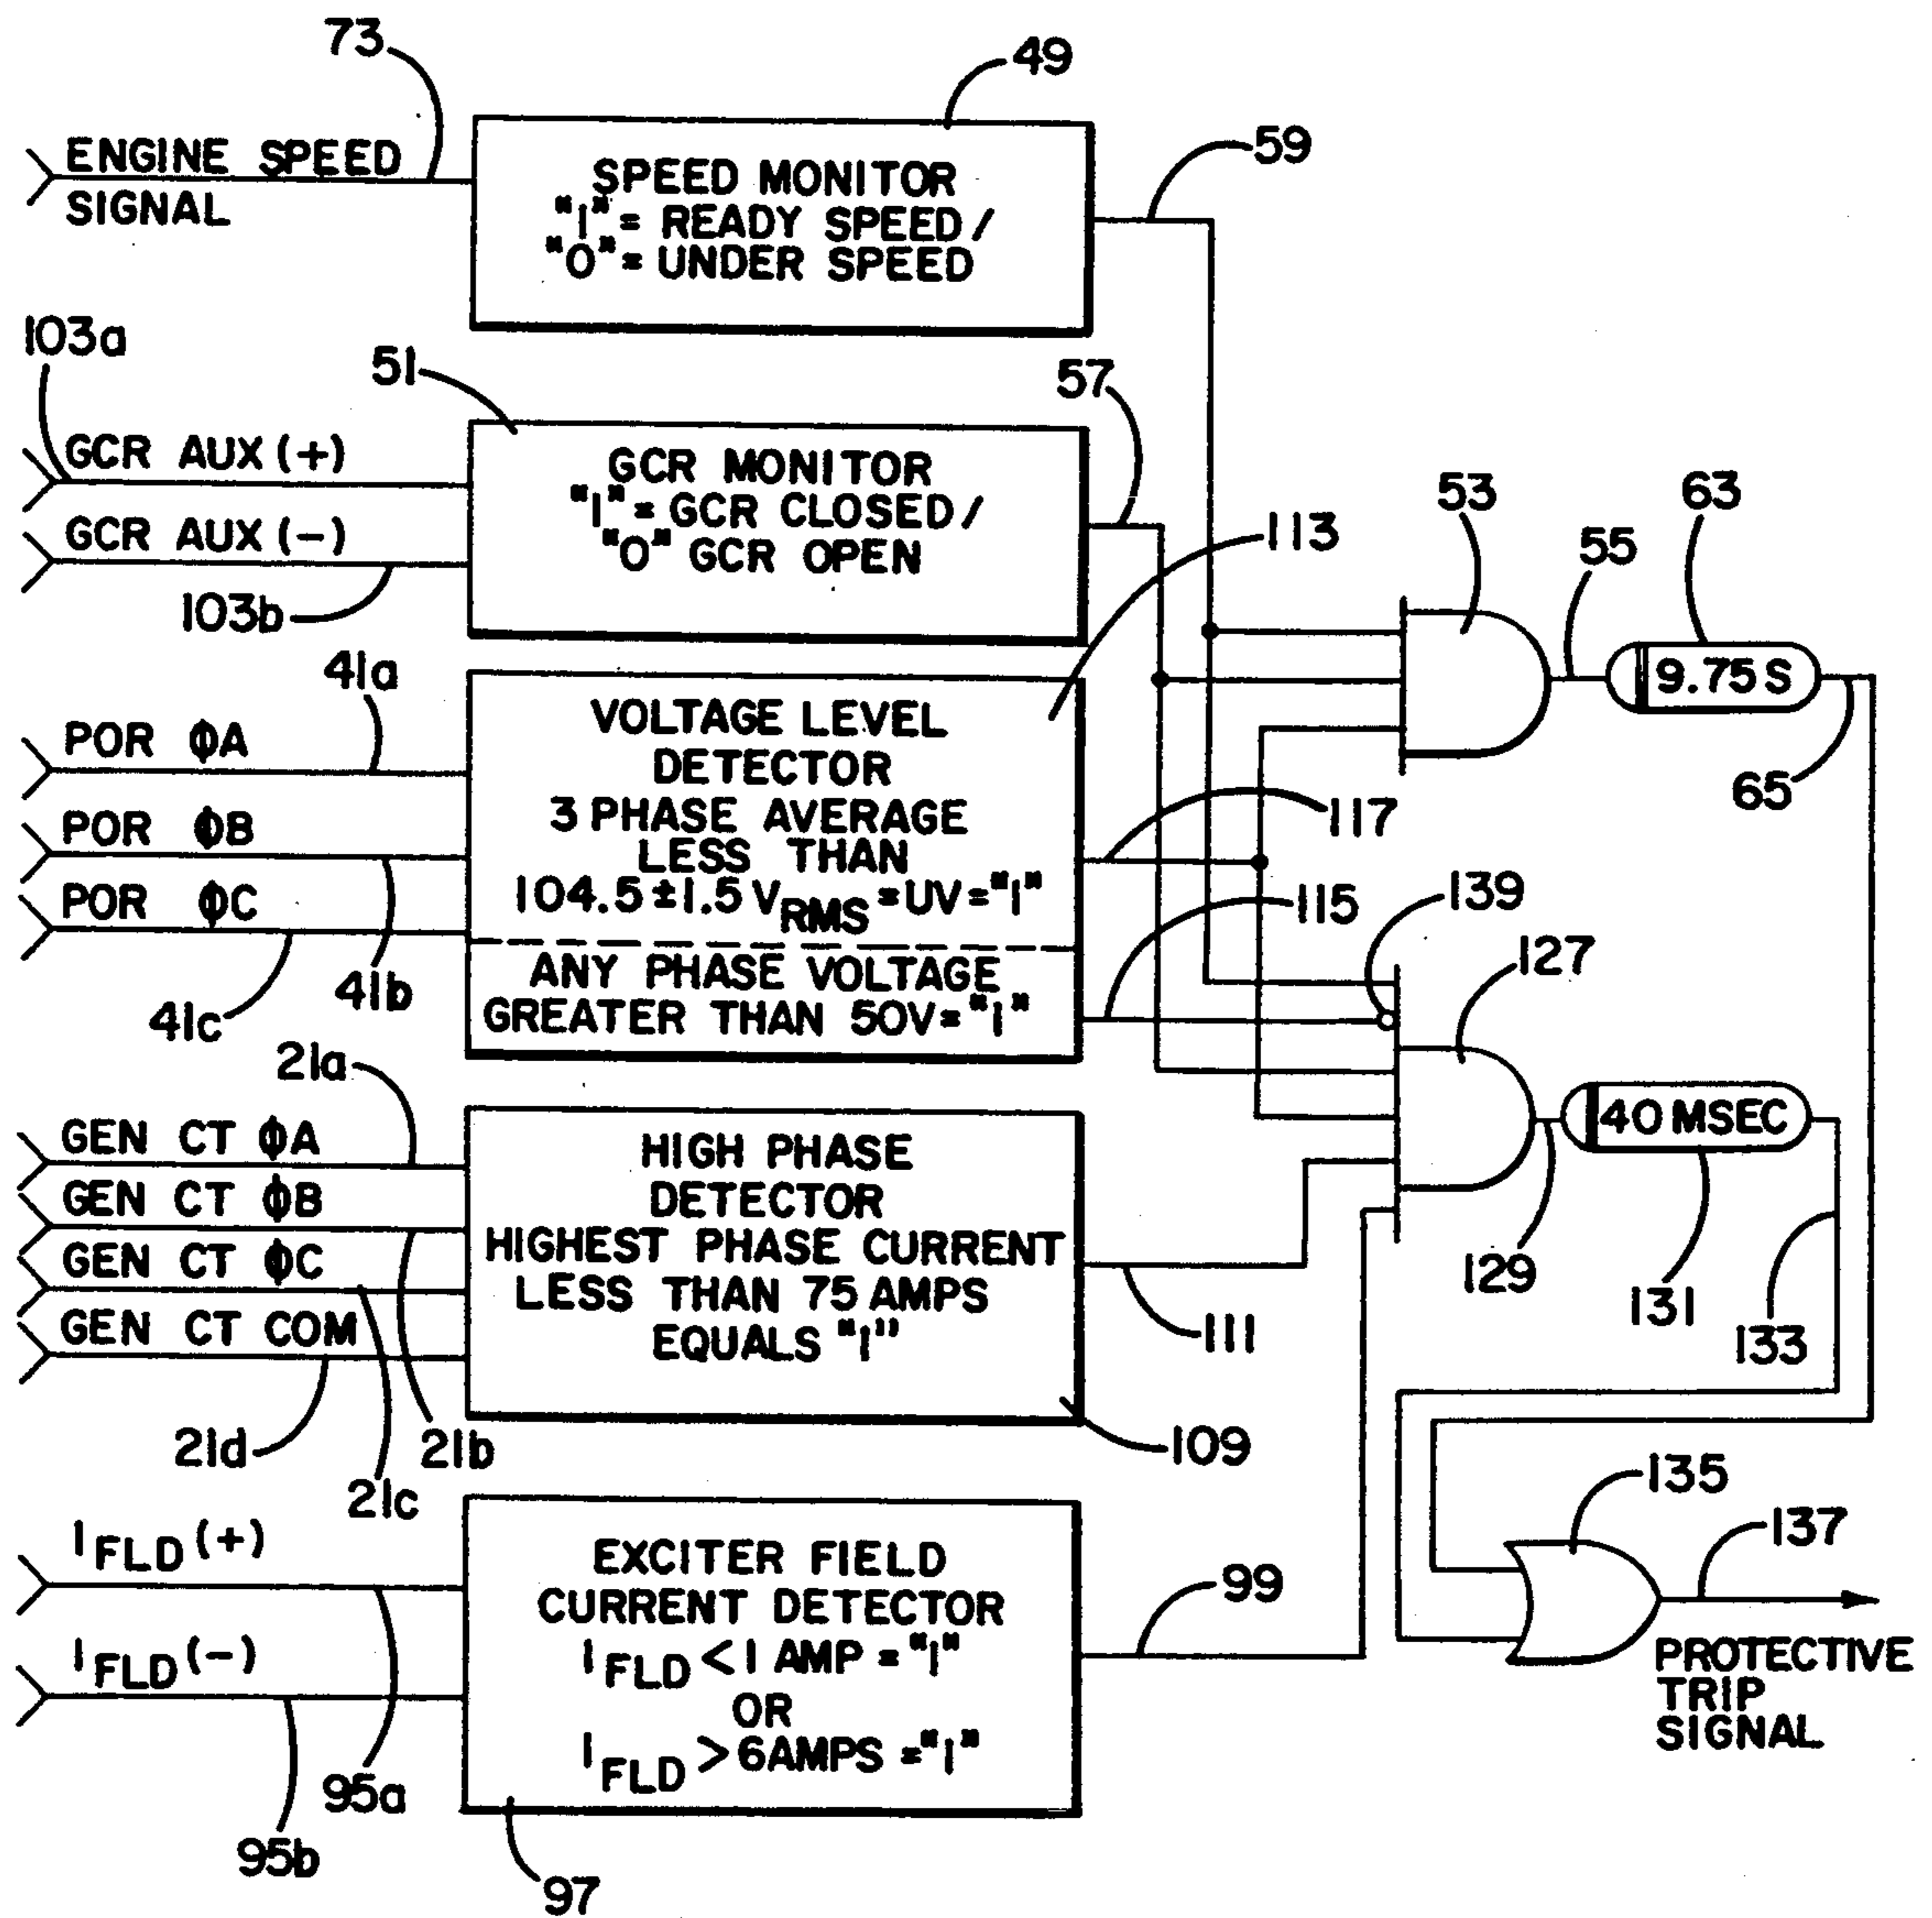 73
49
59
ENGINE SPEED
SIGNAL
SPEED MONITOR
"1"= READY SPEED /
"0"= UNDER SPEED
103a
51
57
GCR AUX (+)
GCR AUX (-)
103b
GCR MONITOR
"1"= GCR CLOSED /
"0" GCR OPEN
113
53
55
63
9.75 S
65
41a
POR ΦA
POR ΦB
POR ΦC
41b
41c
VOLTAGE LEVEL
DETECTOR
3 PHASE AVERAGE
LESS THAN
104.5 ±1.5 VRMS =UV="1"
ANY PHASE VOLTAGE
GREATER THAN 50V="1"
117
115
139
127
21a
GEN CT ΦA
GEN CT ΦB
GEN CT ΦC
GEN CT COM
21d
21b
21c
HIGH PHASE
DETECTOR
HIGHEST PHASE CURRENT
LESS THAN 75 AMPS
EQUALS "1"
111
109
40 MSEC
129
131
133
135
137
IFLD (+)
IFLD (-)
95a
95b
EXCITER FIELD
CURRENT DETECTOR
IFLD < 1 AMP = "1"
OR
IFLD > 6AMPS ="1"
99
97
PROTECTIVE
TRIP
SIGNAL